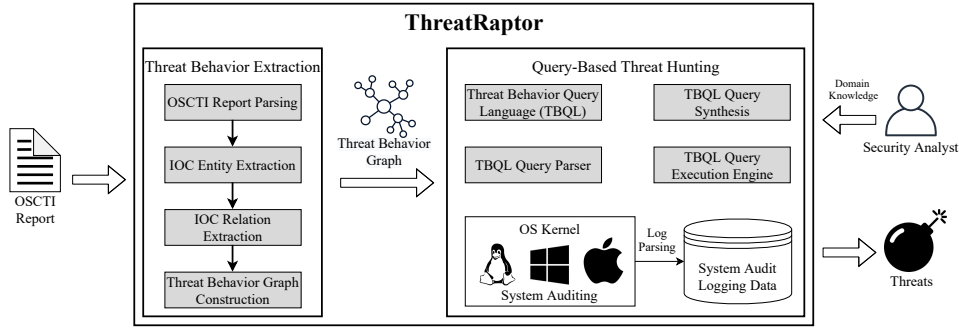 ThreatRaptor
Threat Behavior Extraction
OSCTI Report Parsing
IOC Entity Extraction
IOC Relation
Extraction
Threat Behavior Graph
Construction
OSCTI
Report
Threat Behavior
Graph
Query-Based Threat Hunting
Threat Behavior Query
Language (TBQL)
TBQL Query
Synthesis
TBQL Query Parser
TBQL Query
Execution Engine
OS Kernel
System Auditing
Log
Parsing
System Audit
Logging Data
Domain
Knowledge
Security Analyst
Threats